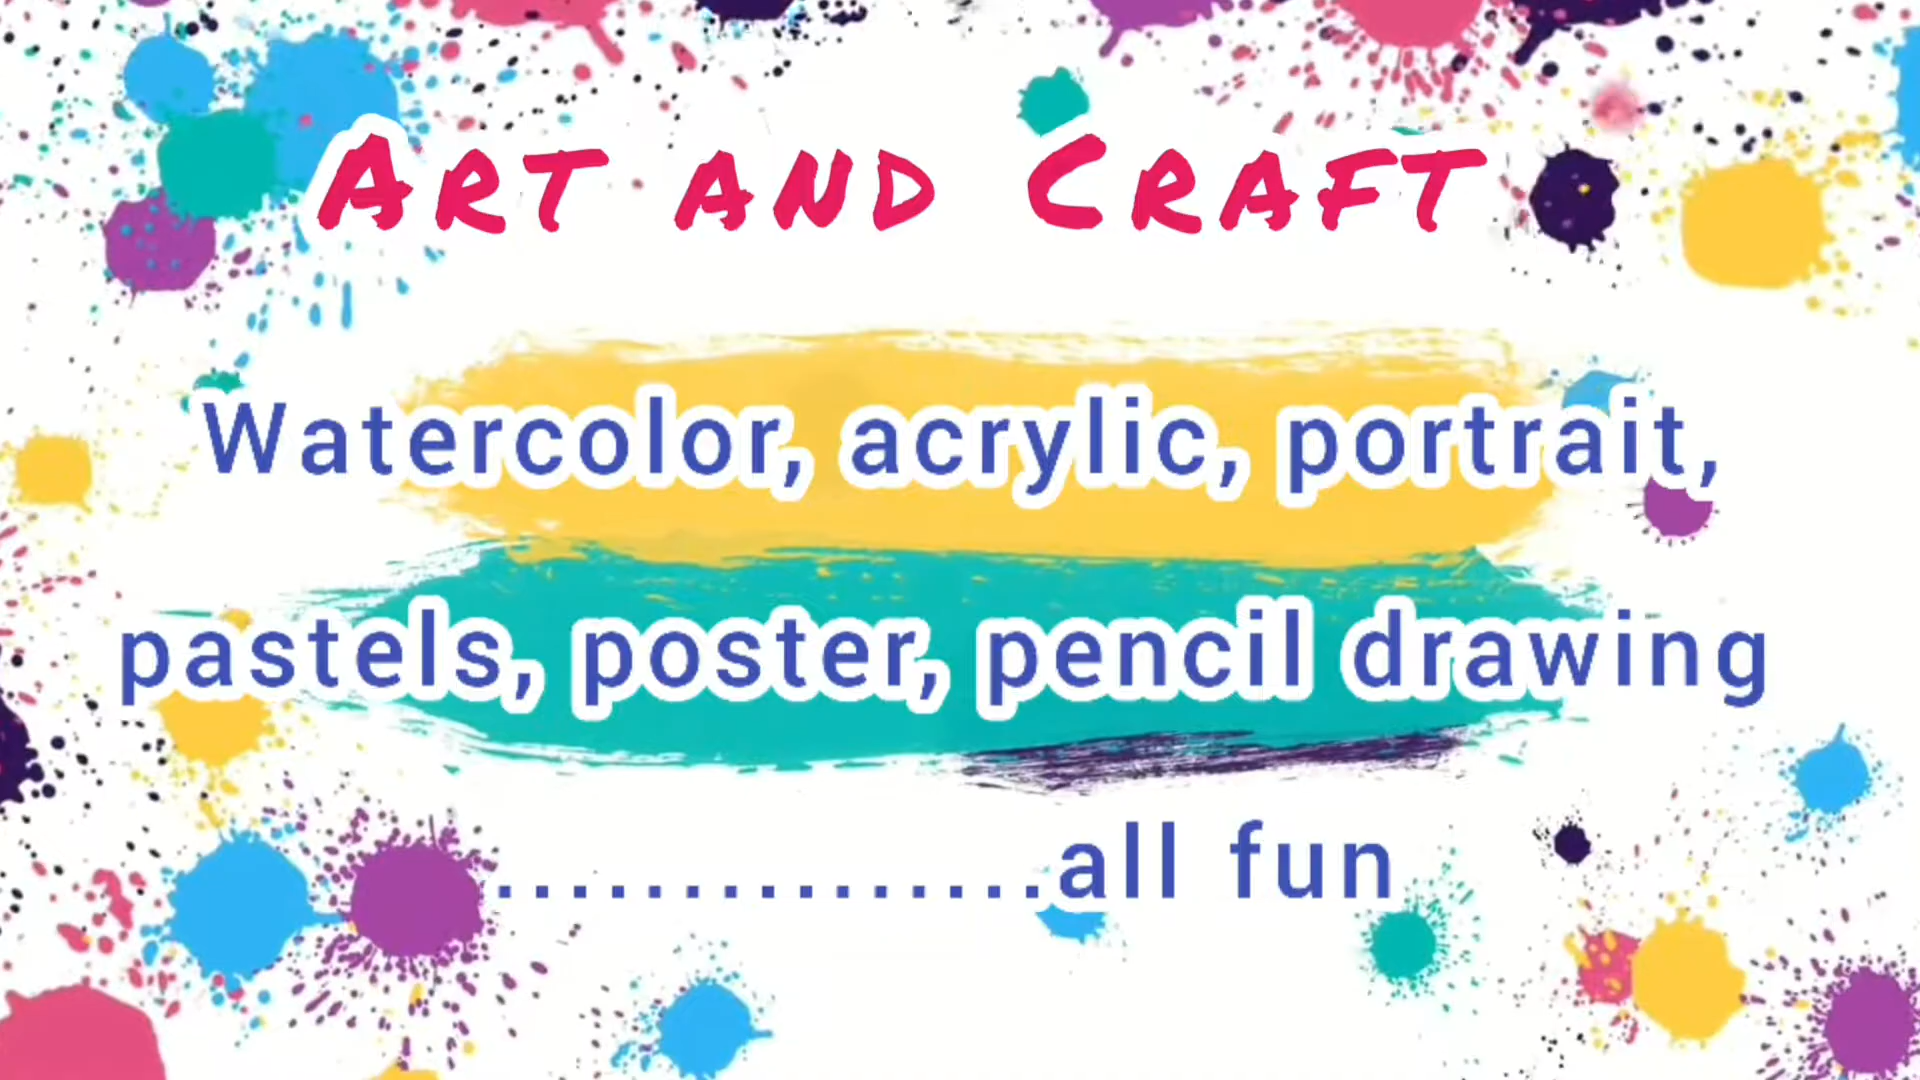 Art and Craft
Watercolor, acrylic, portrait,
pastels, poster, pencil drawing
...............all fun